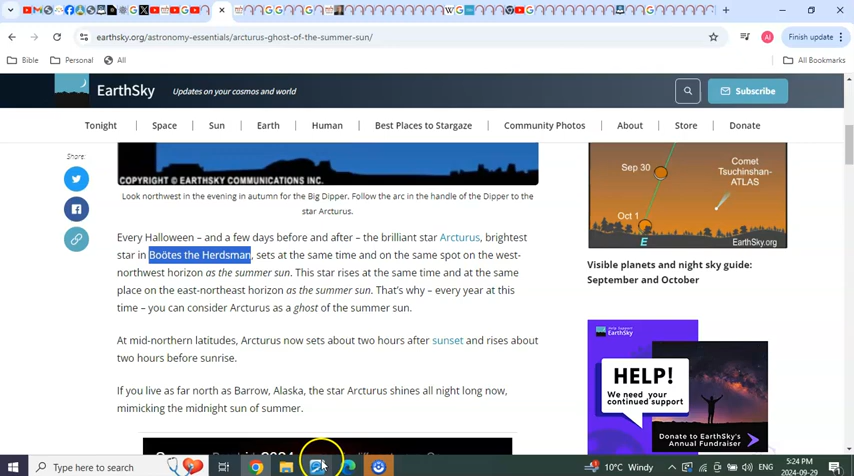 Finish update
earthsky.org/astronomy-essentials/arcturus-ghost-of-the-summer-sun/
Bible
Personal
All
All Bookmarks
EarthSky
Updates on your cosmos and world
Subscribe
Tonight
Space
Sun
Earth
Human
Best Places to Stargaze
Community Photos
About
Store
Donate
Share:
COPYRIGHT © EARTHSKY COMMUNICATIONS INC.
Look northwest in the evening in autumn for the Big Dipper. Follow the arc in the handle of the Dipper to the
star Arcturus.
Every Halloween – and a few days before and after – the brilliant star Arcturus, brightest
star in Boötes the Herdsman, sets at the same time and on the same spot on the west-
northwest horizon as the summer sun. This star rises at the same time and at the same
place on the east-northeast horizon as the summer sun. That's why – every year at this
time – you can consider Arcturus as a ghost of the summer sun.
At mid-northern latitudes, Arcturus now sets about two hours after sunset and rises about
two hours before sunrise.
If you live as far north as Barrow, Alaska, the star Arcturus shines all night long now,
mimicking the midnight sun of summer.
Sep 30
Comet
Tsuchinshan-
ATLAS
Oct 1
E
EarthSky.org
Visible planets and night sky guide:
September and October
Help Support
EarthSky
HELP!
We need your
continued support
Donate to EarthSky's
Annual Fundraiser
Type here to search
10°C Windy
5:24 PM
2024-09-29